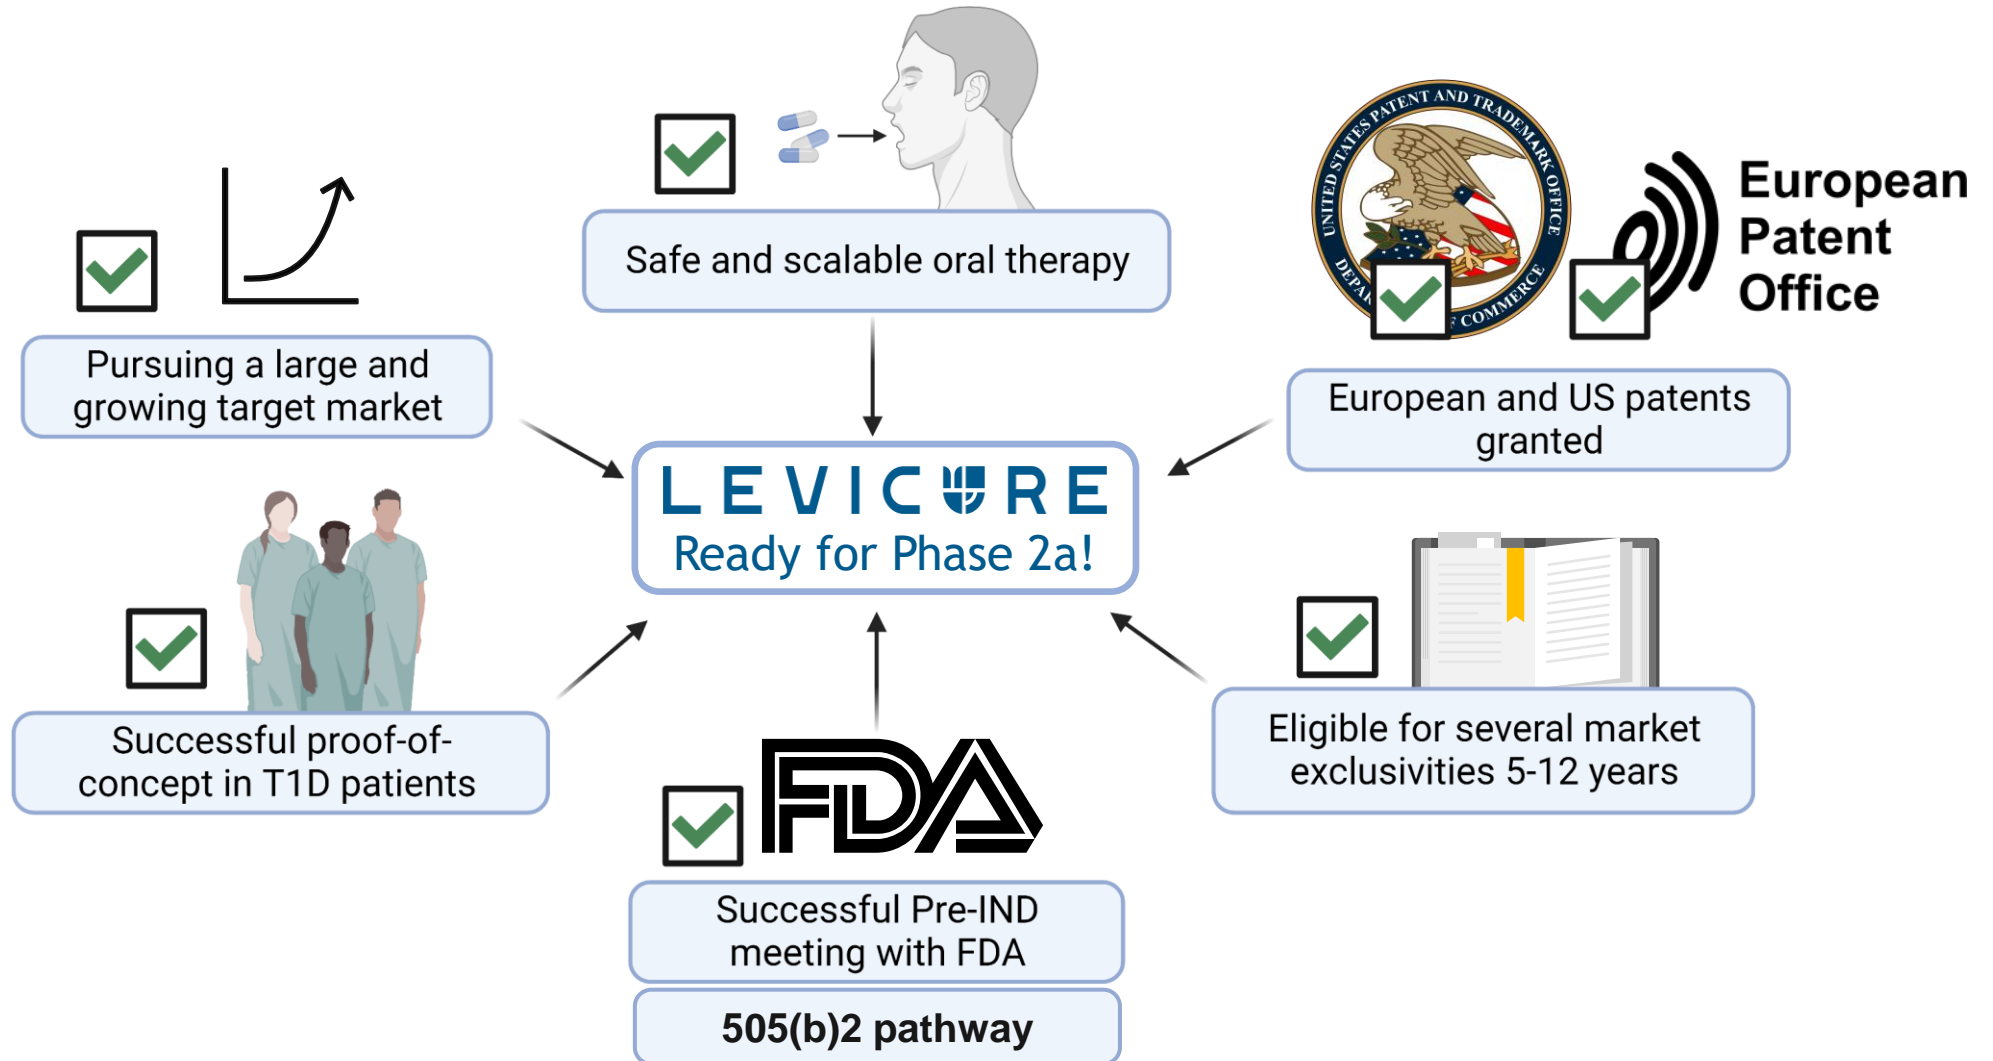 Safe and scalable oral therapy
UNITED STATES PATENT AND TRADEMARK OFFICE
COMMERCE
European
Patent
Office
Pursuing a large and
growing target market
European and US patents
granted
LEVICURE
Ready for Phase 2a!
Successful proof-of-
concept in T1D patients
Eligible for several market
exclusivities 5-12 years
FDA
Successful Pre-IND
meeting with FDA
505(b)2 pathway